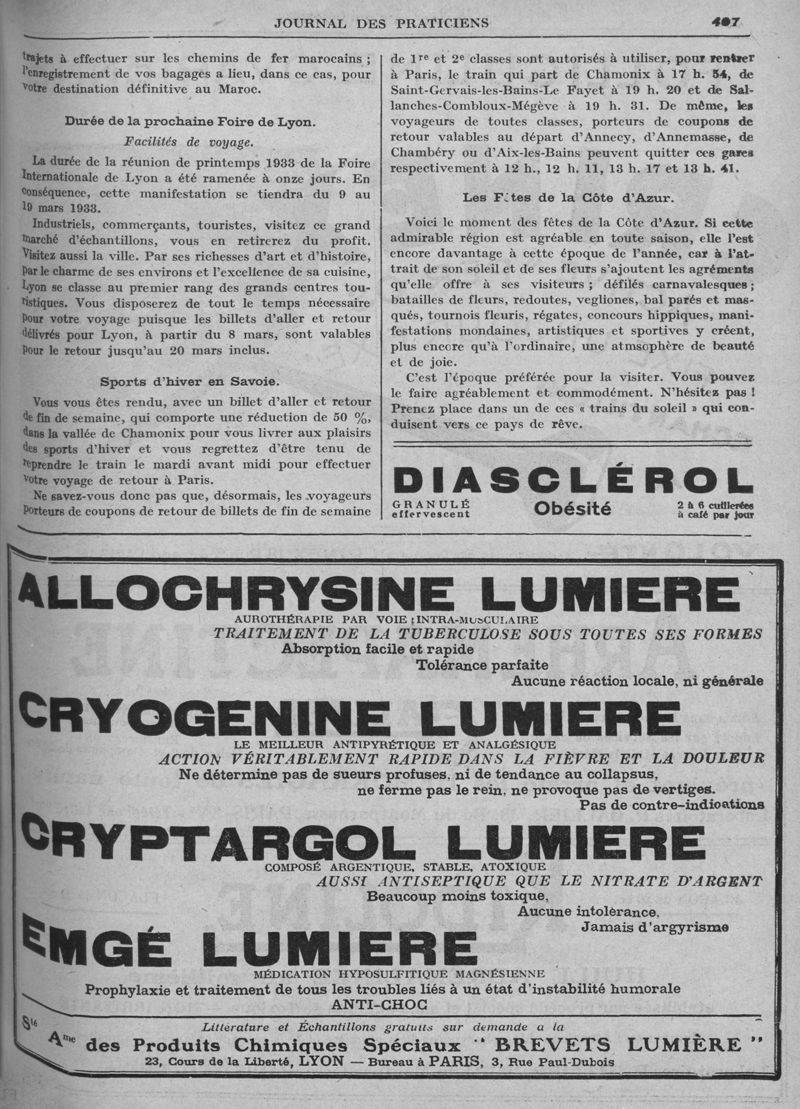 JOURNAL DES PRATICIENS 407
trajets à effectuer sur les chemins de fer marocains ;
l'enregistrement de vos bagages a lieu, dans ce cas, pour
votre destination définitive au Maroc.
Durée de la prochaine Foire de Lyon.
Facilités de voyage.
La durée de la réunion de printemps 1933 de la Foire
Internationale de Lyon a été ramenée à onze jours. En
conséquence, cette manifestation se tiendra du 9 au
19 mars 1933.
Industriels, commerçants, touristes, visitez ce grand
marché d'échantillons, vous en retirerez du profit.
Visitez aussi la ville. Par ses richesses d'art et d'histoire,
par le charme de ses environs et l'excellence de sa cuisine,
Lyon se classe au premier rang des grands centres tou-
ristiques. Vous disposerez de tout le temps nécessaire
pour votre voyage puisque les billets d'aller et retour
délivrés pour Lyon, à partir du 8 mars, sont valables
pour le retour jusqu'au 20 mars inclus.
Sports d'hiver en Savoie.
Vous vous êtes rendu, avec un billet d'aller et retour
de fin de semaine, qui comporte une réduction de 50 %,
dans la vallée de Chamonix pour vous livrer aux plaisirs
des sports d'hiver et vous regrettez d'être tenu de
reprendre le train le mardi avant midi pour effectuer
votre voyage de retour à Paris.
Ne savez-vous donc pas que, désormais, les voyageurs
porteurs de coupons de retour de billets de fin de semaine
de 1re et 2e classes sont autorisés à utiliser, pour rentrer
à Paris, le train qui part de Chamonix à 17 h. 54, de
Saint-Gervais-les-Bains-Le Fayet à 19 h. 20 et de Sal-
lanches-Combloux-Mégève à 19 h. 31. De même, les
voyageurs de toutes classes, porteurs de coupons de
retour valables au départ d'Annecy, d'Annemasse, de
Chambéry ou d'Aix-les-Bains peuvent quitter ces gares
respectivement à 12 h., 12 h. 11, 13 h. 17 et 13 h. 41.
Les Fêtes de la Côte d'Azur.
Voici le moment des fêtes de la Côte d'Azur. Si cette
admirable région est agréable en toute saison, elle l'est
encore davantage à cette époque de l'année, car à l'at-
trait de son soleil et de ses fleurs s'ajoutent les agréments
qu'elle offre à ses visiteurs ; défilés carnavalesques ;
batailles de fleurs, redoutes, vegliones, bal parés et mas-
qués, tournois fleuris, régates, concours hippiques, mani-
festations mondaines, artistiques et sportives y créent,
plus encore qu'à l'ordinaire, une atmsophère de beauté
et de joie.
C'est l'époque préférée pour la visiter. Vous pouvez
le faire agréablement et commodément. N'hésitez pas !
Prenez place dans un de ces « trains du soleil » qui con-
duisent vers ce pays de rêve.
DIASCLÉROL
GRANULÉ
effervescent
Obésité
2 à 6 cuillerées
à café par jour
ALLOCHRYSINE LUMIERE
AUROTHÉRAPIE PAR VOIE INTRA-MUSCULAIRE
TRAITEMENT DE LA TUBERCULOSE SOUS TOUTES SES FORMES
Absorption facile et rapide
Tolérance parfaite
Aucune réaction locale, ni générale
CRYOGENINE LUMIERE
LE MEILLEUR ANTIPYRÉTIQUE ET ANALGÉSIQUE
ACTION VÉRITABLEMENT RAPIDE DANS LA FIÈVRE ET LA DOULEUR
Ne détermine pas de sueurs profuses, ni de tendance au collapsus,
ne ferme pas le rein, ne provoque pas de vertiges.
Pas de contre-indications
CRYPTARGOL LUMIERE
COMPOSÉ ARGENTIQUE, STABLE, ATOXIQUE
AUSSI ANTISEPTIQUE QUE LE NITRATE D'ARGENT
Beaucoup moins toxique,
Aucune intolérance,
Jamais d'argyrisme
EMGÉ LUMIERE
MÉDICATION HYPOSULFITIQUE MAGNÉSIENNE
Prophylaxie et traitement de tous les troubles liés à un état d'instabilité humorale
ANTI-CHOC
Littérature et Échantillons gratuits sur demande a la
Sté Ame des Produits Chimiques Spéciaux " BREVETS LUMIÈRE "
23, Cours de la Liberté, LYON — Bureau à PARIS, 3, Rue Paul-Dubois